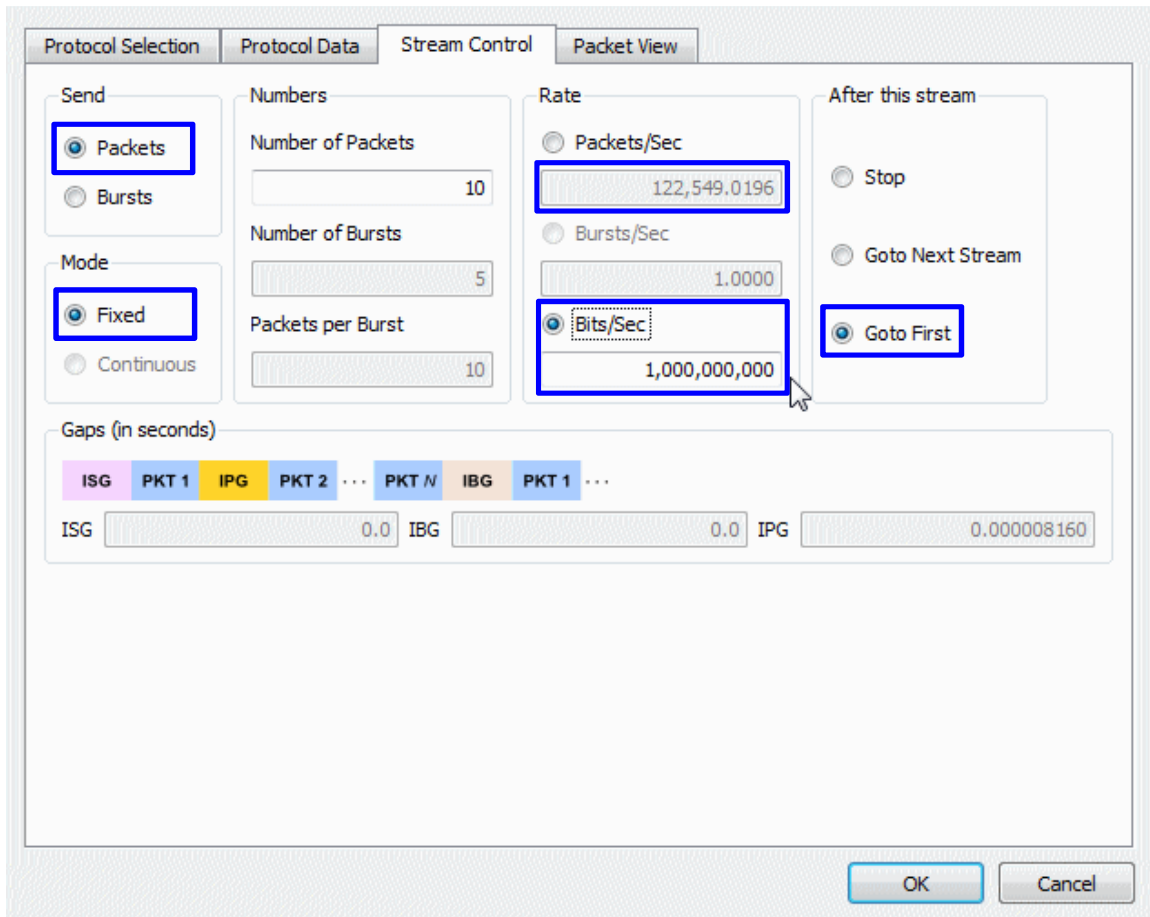 Protocol Selection Protocol Data Stream Control Packet View
Send
Packets
Bursts
Mode
Fixed
Continuous
Numbers
Number of Packets
10
Number of Bursts
5
Packets per Burst
10
Rate
Packets/Sec
122,549.0196
Bursts/Sec
1.0000
Bits/Sec
1,000,000,000
After this stream
Stop
Goto Next Stream
Goto First
Gaps (in seconds)
ISG PKT 1 IPG PKT 2 ... PKT N IBG PKT 1 ...
ISG 0.0 IBG 0.0 IPG 0.000008160
OK Cancel